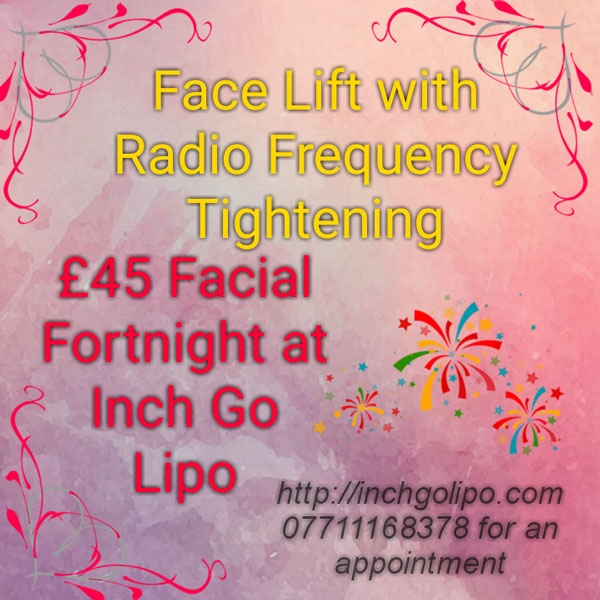 Face Lift with
Radio Frequency
Tightening
£45 Facial
Fortnight at
Inch Go
Lipo
http://inchgolipo.com
07711168378 for an
appointment